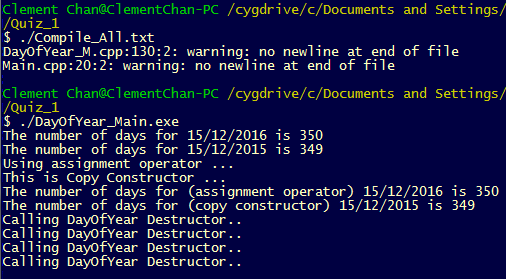 Clement Chan@ClementChan-PC /cygdrive/c/Documents and Settings/
/Quiz_1
$ ./Compile_All.txt
DayOfYear_M.cpp:130:2: warning: no newline at end of file
Main.cpp:20:2: warning: no newline at end of file
Clement Chan@ClementChan-PC /cygdrive/c/Documents and Settings/
/Quiz_1
$ ./DayOfYear_Main.exe
The number of days for 15/12/2016 is 350
The number of days for 15/12/2015 is 349
Using assignment operator ...
This is Copy Constructor ...
The number of days for (assignment operator) 15/12/2016 is 350
The number of days for (copy constructor) 15/12/2015 is 349
Calling DayOfYear Destructor..
Calling DayOfYear Destructor..
Calling DayOfYear Destructor..
Calling DayOfYear Destructor..